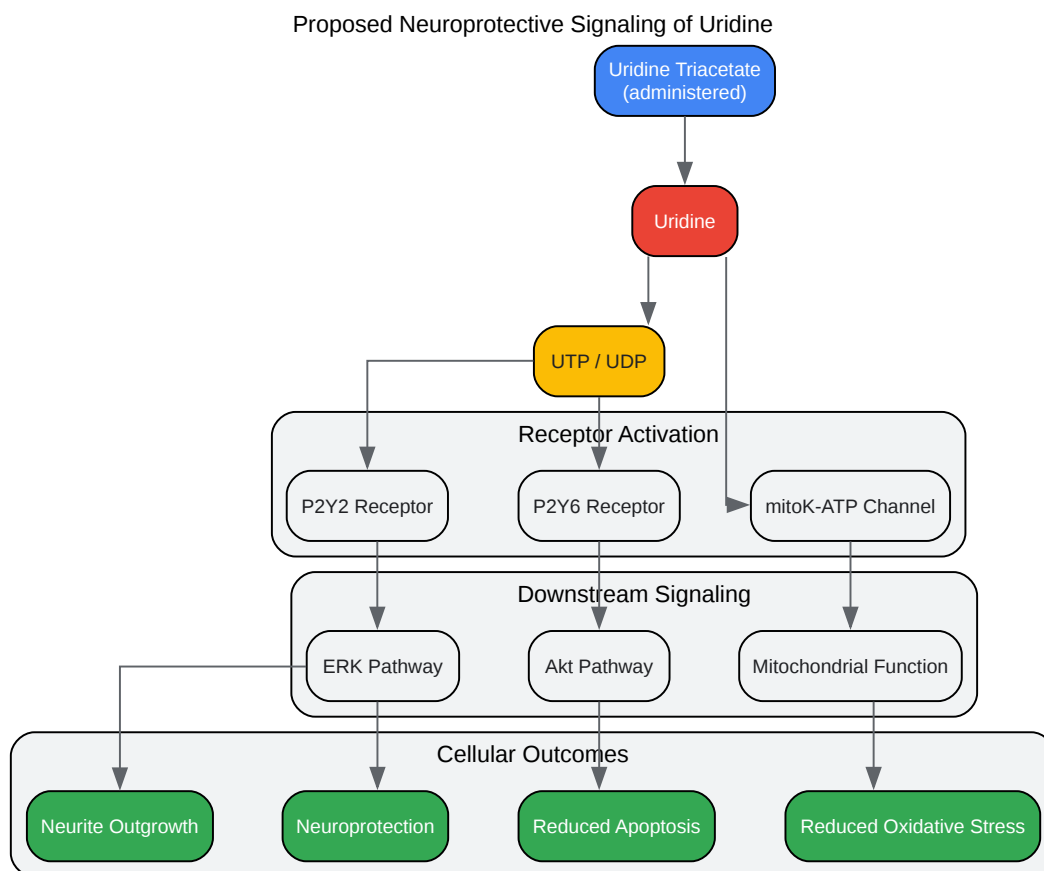 Proposed Neuroprotective Signaling of Uridine
Uridine Triacetate
(administered)
Uridine
UTP / UDP
Receptor Activation
P2Y2 Receptor
P2Y6 Receptor
mitoK-ATP Channel
Downstream Signaling
ERK Pathway
Akt Pathway
Mitochondrial Function
Cellular Outcomes
Neurite Outgrowth
Neuroprotection
Reduced Apoptosis
Reduced Oxidative Stress